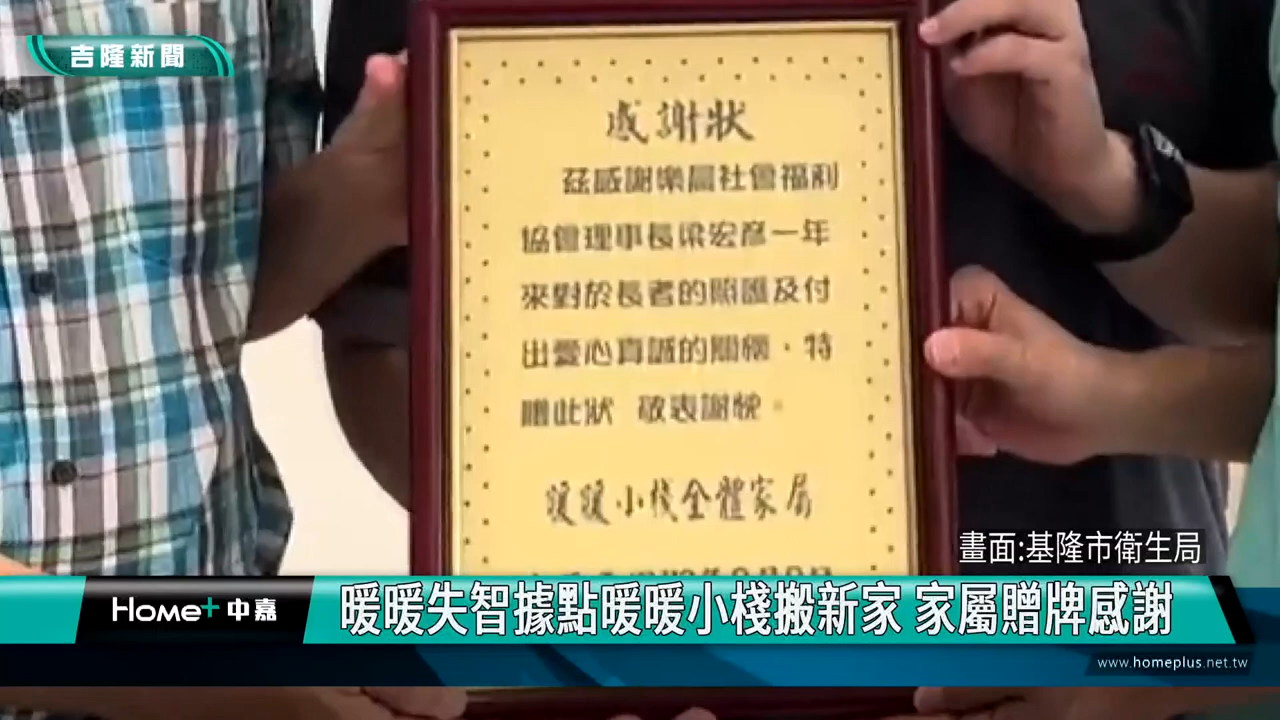 吉隆新聞
感謝狀
茲感謝樂扁社會福利
協會理事長梁宏彥一年
來對於長者的照護及付
出愛心真誠的關懷,特
贈此狀 敬表謝忱。
暖暖小棧全體家屬
畫面:基隆市衛生局
Home+中嘉
暖暖失智據點暖暖小棧搬新家 家屬贈牌感謝
www.homeplus.net.tw